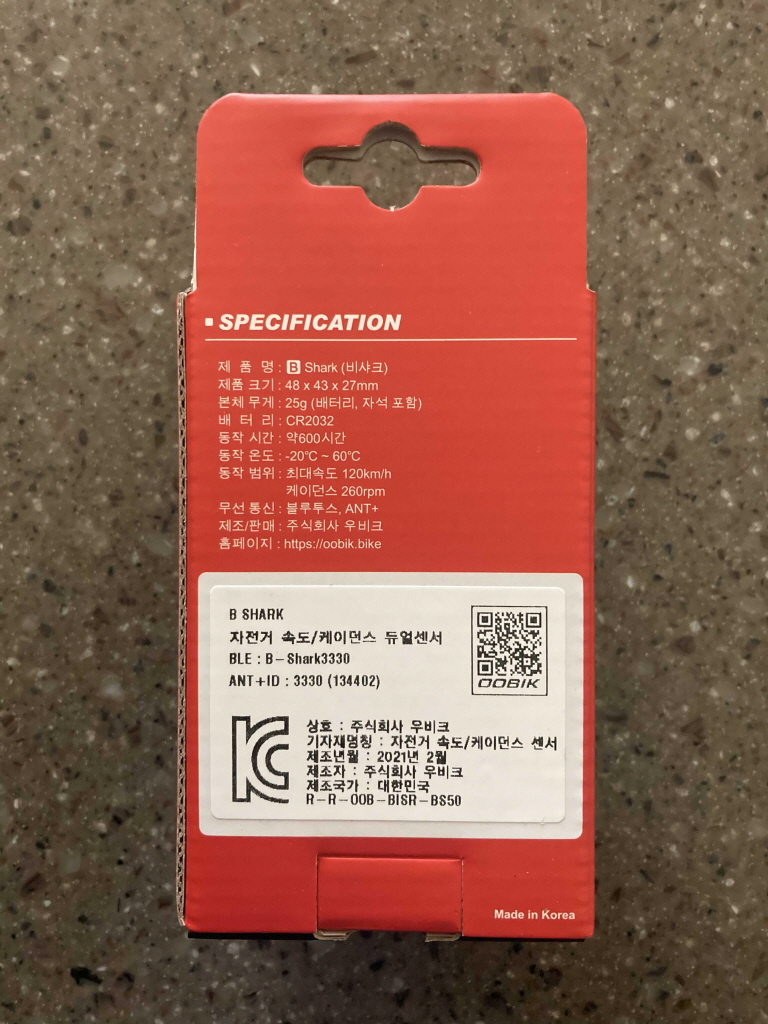 ▪ SPECIFICATION
제 품 명 : B Shark (비샤크)
제품 크기 : 48 x 43 x 27mm
본체 무게 : 25g (배터리, 자석 포함)
배 터 리 : CR2032
동작 시간 : 약600시간
동작 온도 : -20℃ ~ 60℃
동작 범위 : 최대속도 120km/h
케이던스 260rpm
무선 통신 : 블루투스, ANT+
제조/판매 : 주식회사 우비크
홈페이지 : https://oobik.bike
B SHARK
자전거 속도/케이던스 듀얼센서
BLE : B-Shark3330
ANT+ID : 3330 (134402)
OOBIK
KC
상호 : 주식회사 우비크
기자재명칭 : 자전거 속도/케이던스 센서
제조년월 : 2021년 2월
제조자 : 주식회사 우비크
제조국가 : 대한민국
R-R-OOB-BISR-BS50
Made in Korea